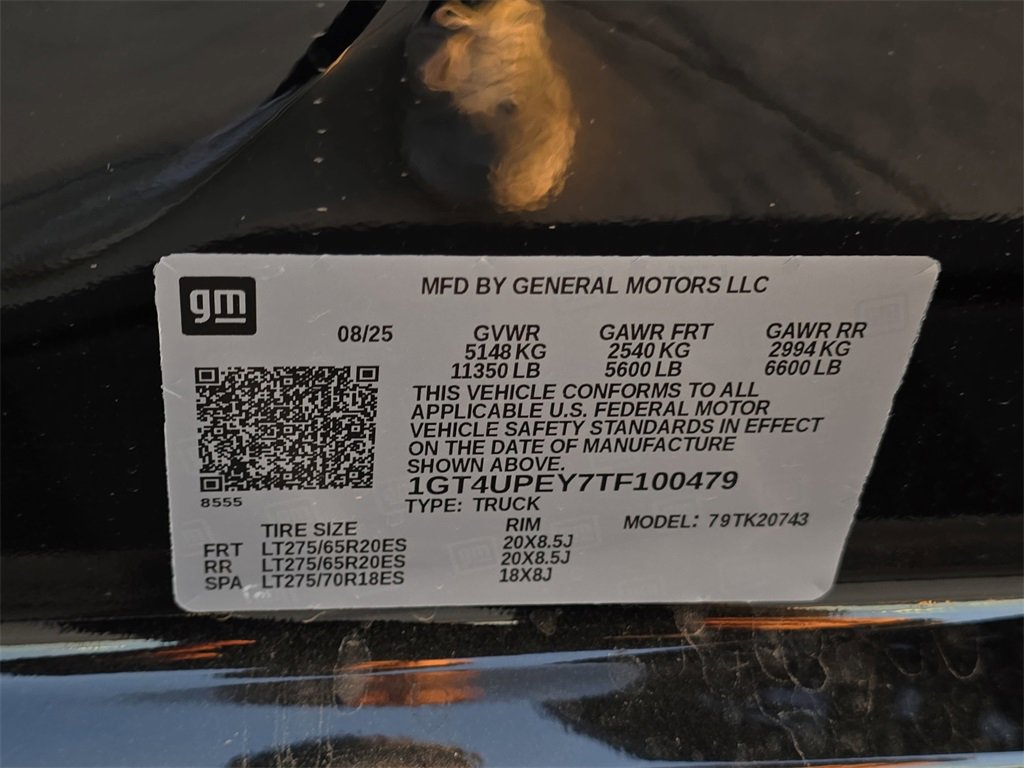 gm
MFD BY GENERAL MOTORS LLC
08/25 GVWR GAWR FRT GAWR RR
5148 KG 2540 KG 2994 KG
11350 LB 5600 LB 6600 LB
THIS VEHICLE CONFORMS TO ALL
APPLICABLE U.S. FEDERAL MOTOR
VEHICLE SAFETY STANDARDS IN EFFECT
ON THE DATE OF MANUFACTURE
SHOWN ABOVE.
1GT4UPEY7TF100479
8555
TYPE: TRUCK
TIRE SIZE RIM MODEL: 79TK20743
FRT LT275/65R20ES 20X8.5J
RR LT275/65R20ES 20X8.5J
SPA LT275/70R18ES 18X8J